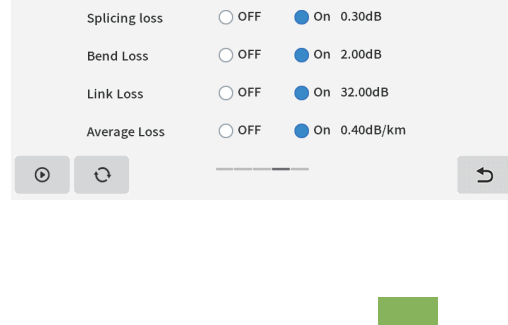 Splicing loss OFF On 0.30dB
Bend Loss OFF On 2.00dB
Link Loss OFF On 32.00dB
Average Loss OFF On 0.40dB/km